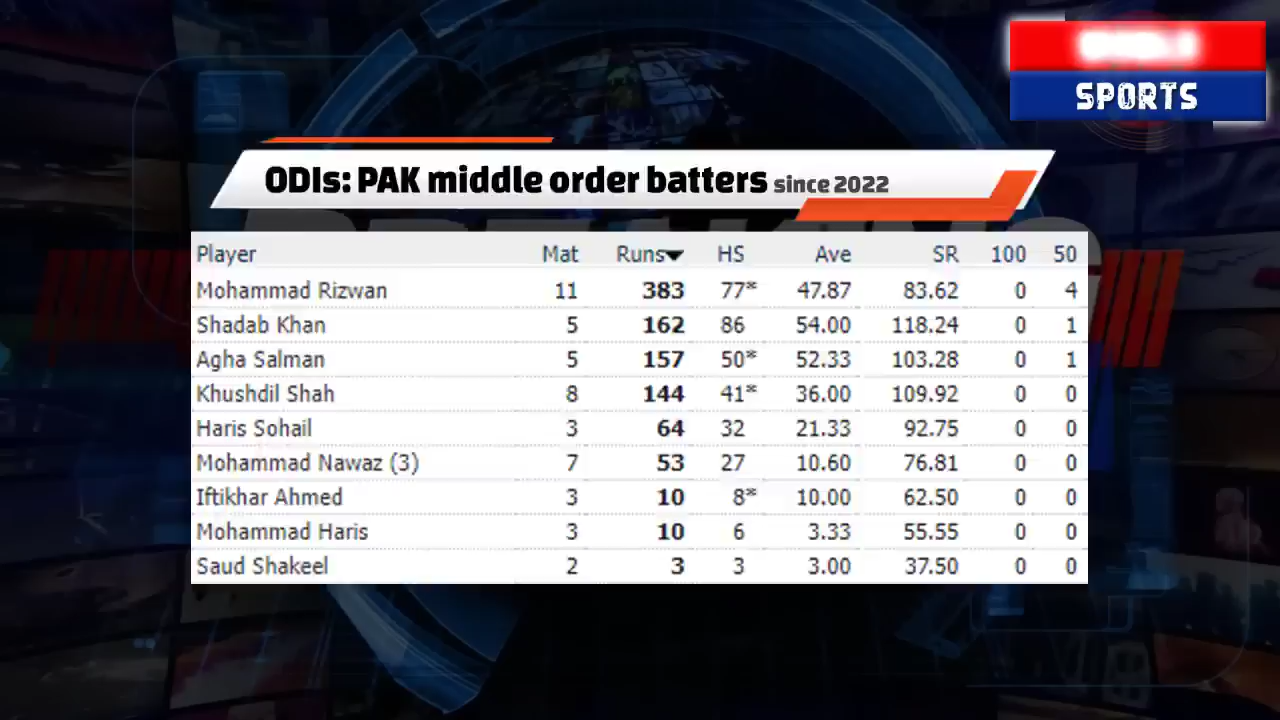 SPORTS
ODIs: PAK middle order batters since 2022
Player Mat Runs HS Ave SR 100 50
Mohammad Rizwan 11 383 77* 47.87 83.62 0 4
Shadab Khan 5 162 86 54.00 118.24 0 1
Agha Salman 5 157 50* 52.33 103.28 0 1
Khushdil Shah 8 144 41* 36.00 109.92 0 0
Haris Sohail 3 64 32 21.33 92.75 0 0
Mohammad Nawaz (3) 7 53 27 10.60 76.81 0 0
Iftikhar Ahmed 3 10 8* 10.00 62.50 0 0
Mohammad Haris 3 10 6 3.33 55.55 0 0
Saud Shakeel 2 3 3 3.00 37.50 0 0